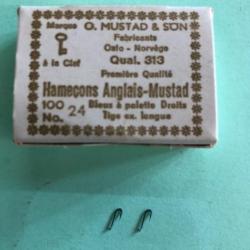 Marque O. MUSTAD & SON
Fabricants
Oslo - Norvège
à la Clef Qual. 313
Première Qualité
Hameçons Anglais-Mustad
100 Bleus à palette Droits
No. 24 Tige ex. longue